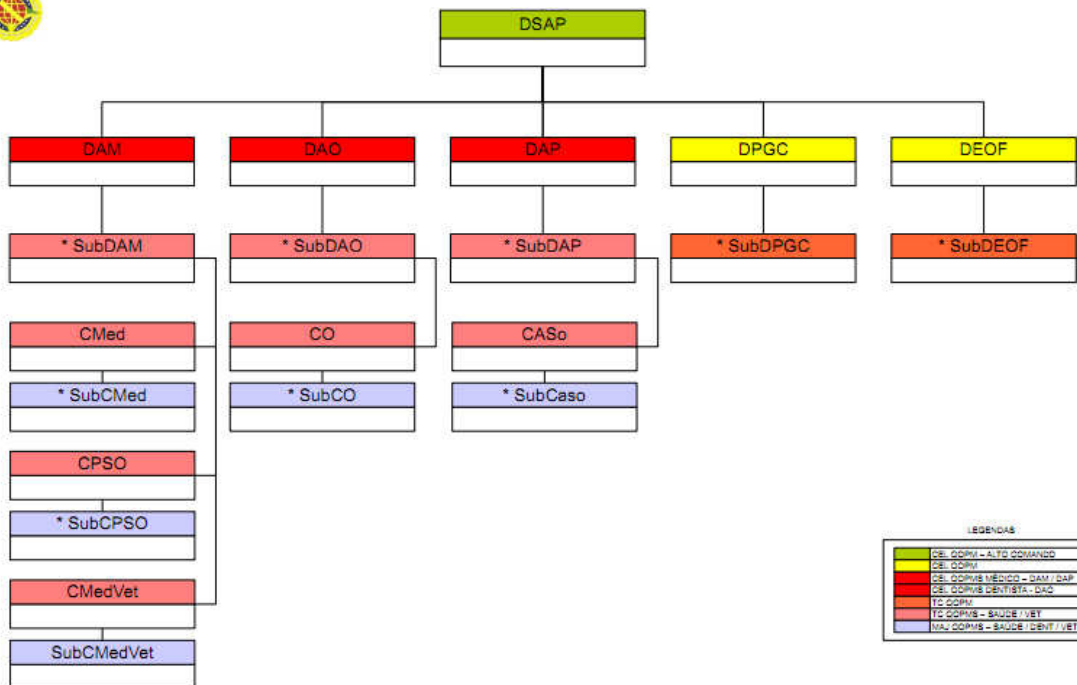 DSAP
DAM
DAO
DAP
DPGC
DEOF
* SubDAM
* SubDAO
* SubDAP
* SubDPGC
* SubDEOF
CMed
CO
CASo
* SubCMed
* SubCO
* SubCaso
CPSO
* SubCPSO
CMedVet
SubCMedVet
LEGENDAS
CEL QOPM – ALTO COMANDO
CEL QOPM
CEL QOPMS MÉDICO – DAM / DAP
CEL QOPMS DENTISTA - DAO
TC QOPM
TC QOPMS – SAÚDE / VET
MAJ QOPMS – SAÚDE / DENT / VET